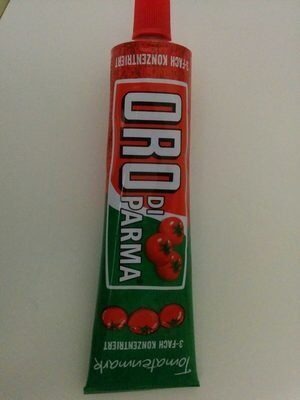 3-FACH KONZENTRIERT
ORO
DI
PARMA
3-FACH KONZENTRIERT
Tomatenmark